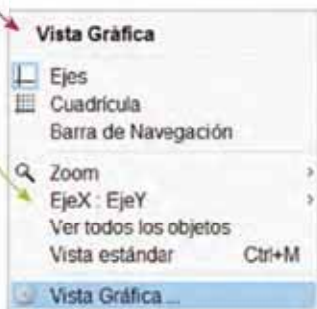 Vista Gráfica
Ejes
Cuadrícula
Barra de Navegación
Zoom
EjeX : EjeY
Ver todos los objetos
Vista estándar Ctrl+M
Vista Gráfica ...